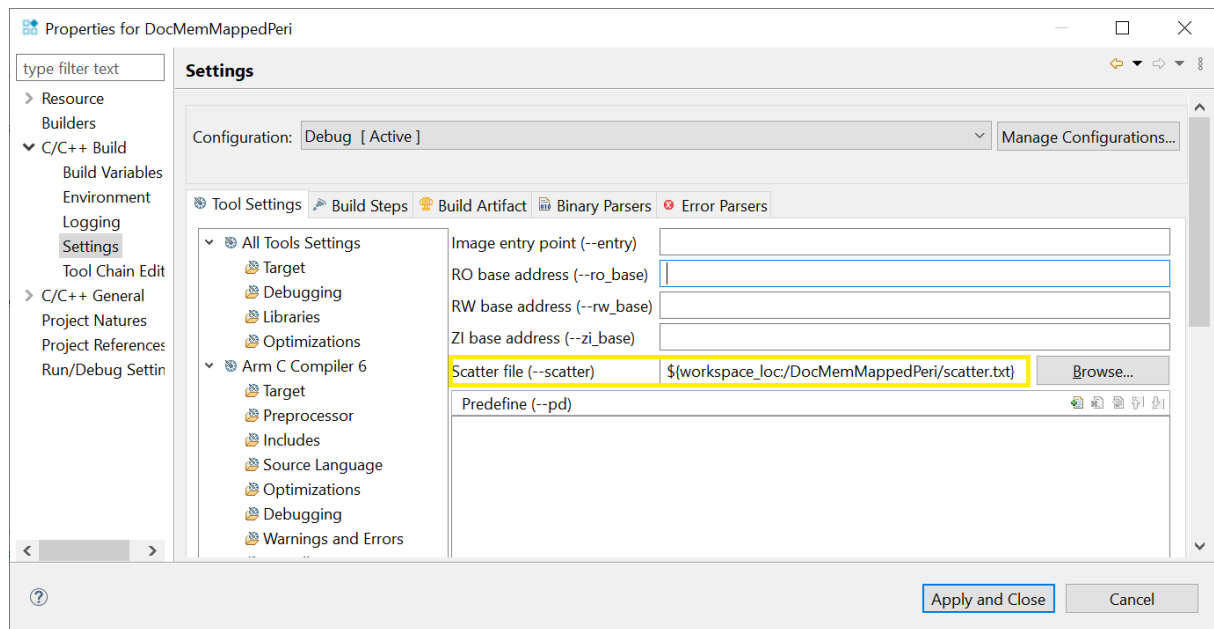 Properties for DocMemMappedPeri
type filter text
Resource
Builders
C/C++ Build
Build Variables
Environment
Logging
Settings
Tool Chain Edit
C/C++ General
Project Natures
Project References
Run/Debug Settin
Settings
Configuration: Debug [ Active ] Manage Configurations...
Tool Settings Build Steps Build Artifact Binary Parsers Error Parsers
All Tools Settings
Target
Debugging
Libraries
Optimizations
Arm C Compiler 6
Target
Preprocessor
Includes
Source Language
Optimizations
Debugging
Warnings and Errors
Image entry point (--entry)
RO base address (--ro_base)
RW base address (--rw_base)
ZI base address (--zi_base)
Scatter file (--scatter) ${workspace_loc:/DocMemMappedPeri/scatter.txt} Browse...
Predefine (--pd)
Apply and Close Cancel